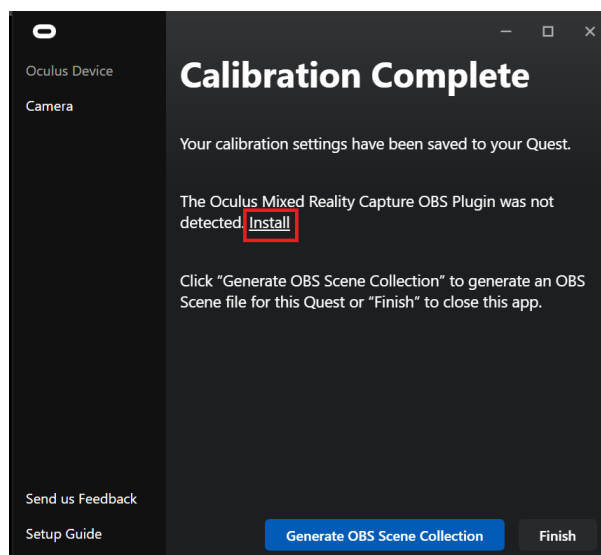 Oculus Device
Camera
Calibration Complete
Your calibration settings have been saved to your Quest.
The Oculus Mixed Reality Capture OBS Plugin was not
detected. Install
Click "Generate OBS Scene Collection" to generate an OBS
Scene file for this Quest or "Finish" to close this app.
Send us Feedback
Setup Guide
Generate OBS Scene Collection
Finish